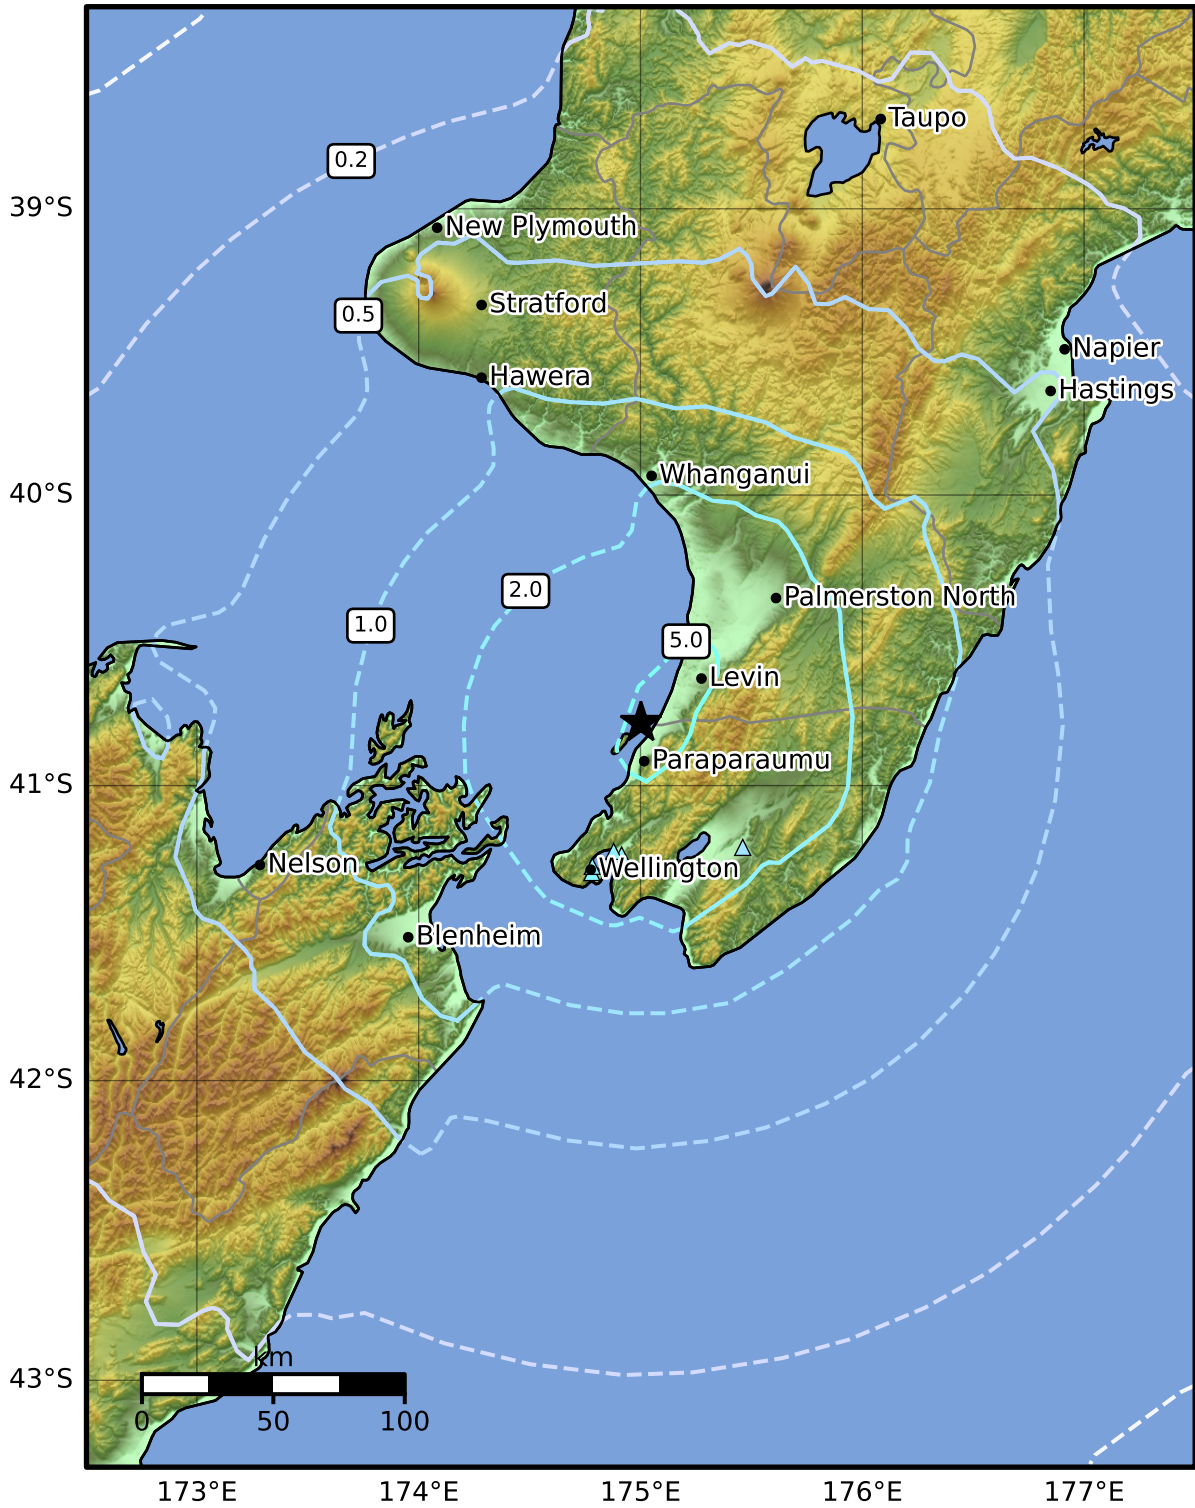 Taupo
0.2
39°S
New Plymouth
Stratford
0.5
Napier
Hawera
Hastings
Whanganui
40°S
2.0
Palmerston North
1.0
5.0
Levin
Paraparaumu
41°S
Nelson
Wellington
Blenheim
42°S
km
43°S
0 50 100
173°E 174°E 175°E 176°E 177°E